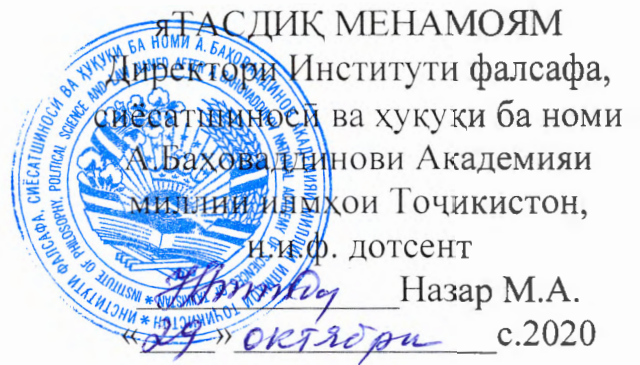 яТАСДИҚ МЕНАМОЯМ
Директори Институти фалсафа,
сиёсатшиносӣ ва ҳуқуқи ба номи
А.Баҳоваддинови Академияи
миллии илмҳои Тоҷикистон,
н.и.ф. дотсент
Назар М.А.
«29» октябри с.2020